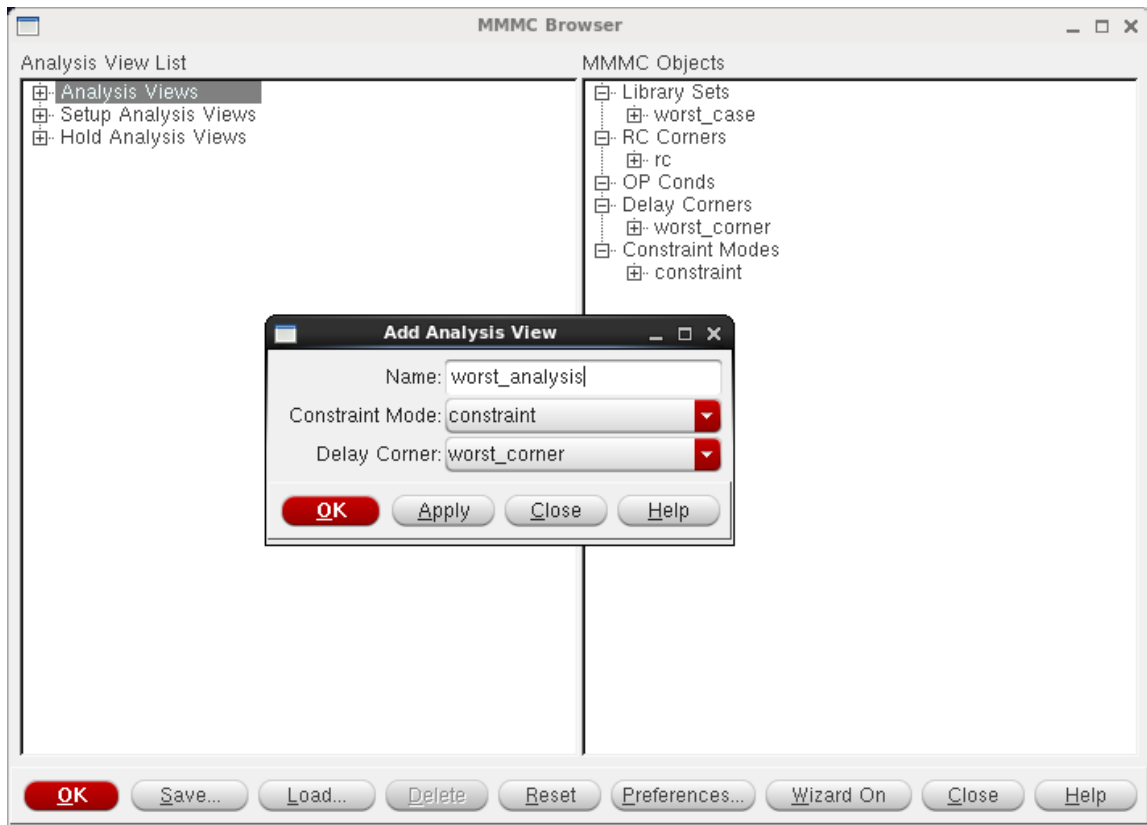 MMMC Browser
Analysis View List
Analysis Views
Setup Analysis Views
Hold Analysis Views
MMMC Objects
Library Sets
worst_case
RC Corners
rc
OP Conds
Delay Corners
worst_corner
Constraint Modes
constraint
Add Analysis View
Name: worst_analysis
Constraint Mode: constraint
Delay Corner: worst_corner
OK Apply Close Help
OK Save... Load... Delete Reset Preferences... Wizard On Close Help